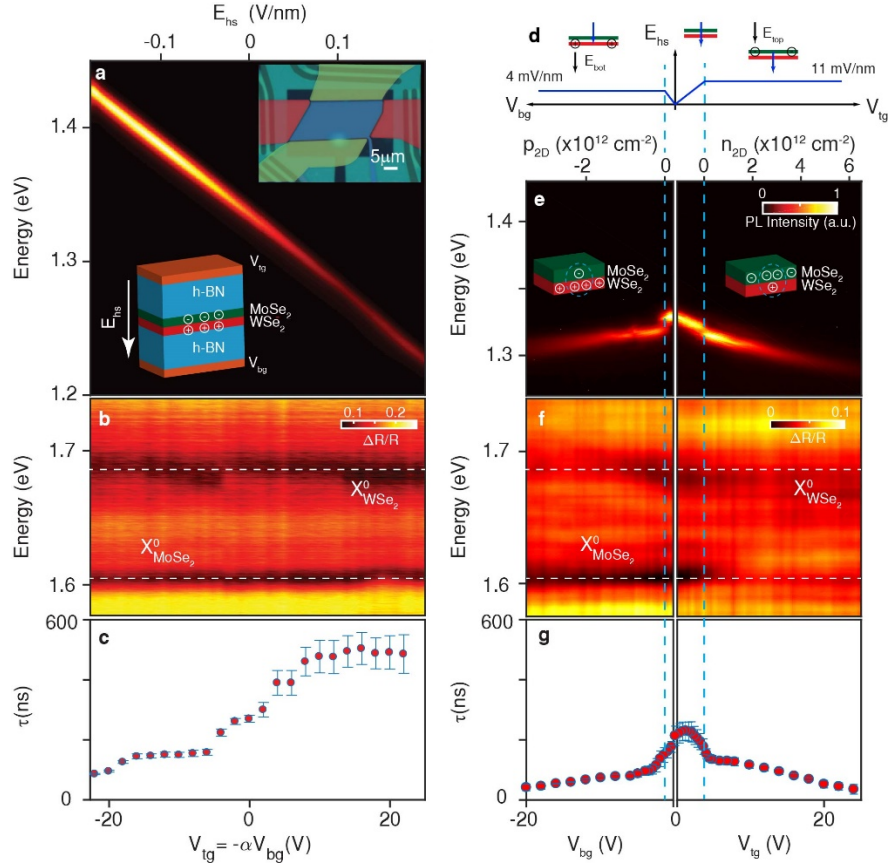 E_hs (V/nm)
-0.1 0 0.1
a
1.4
1.3
1.2
Energy (eV)
5μm
V_tg
h-BN
MoSe₂
WSe₂
h-BN
V_bg
E_hs
b
0.1 0.2
ΔR/R
1.7
1.6
Energy (eV)
X⁰_WSe₂
X⁰_MoSe₂
c
600
0
τ(ns)
-20 0 20
V_tg = -αV_bg(V)
d
E_hs
E_bot
E_top
4 mV/nm
11 mV/nm
V_bg
V_tg
p_2D (x10¹² cm⁻²)
n_2D (x10¹² cm⁻²)
-2 0 0 2 4 6
e
0 1
PL Intensity (a.u.)
1.4
1.3
Energy (eV)
MoSe₂
WSe₂
MoSe₂
WSe₂
f
0 0.1
ΔR/R
1.7
1.6
Energy (eV)
X⁰_WSe₂
X⁰_MoSe₂
g
600
0
τ(ns)
-20 0 20
V_bg (V)
V_tg (V)